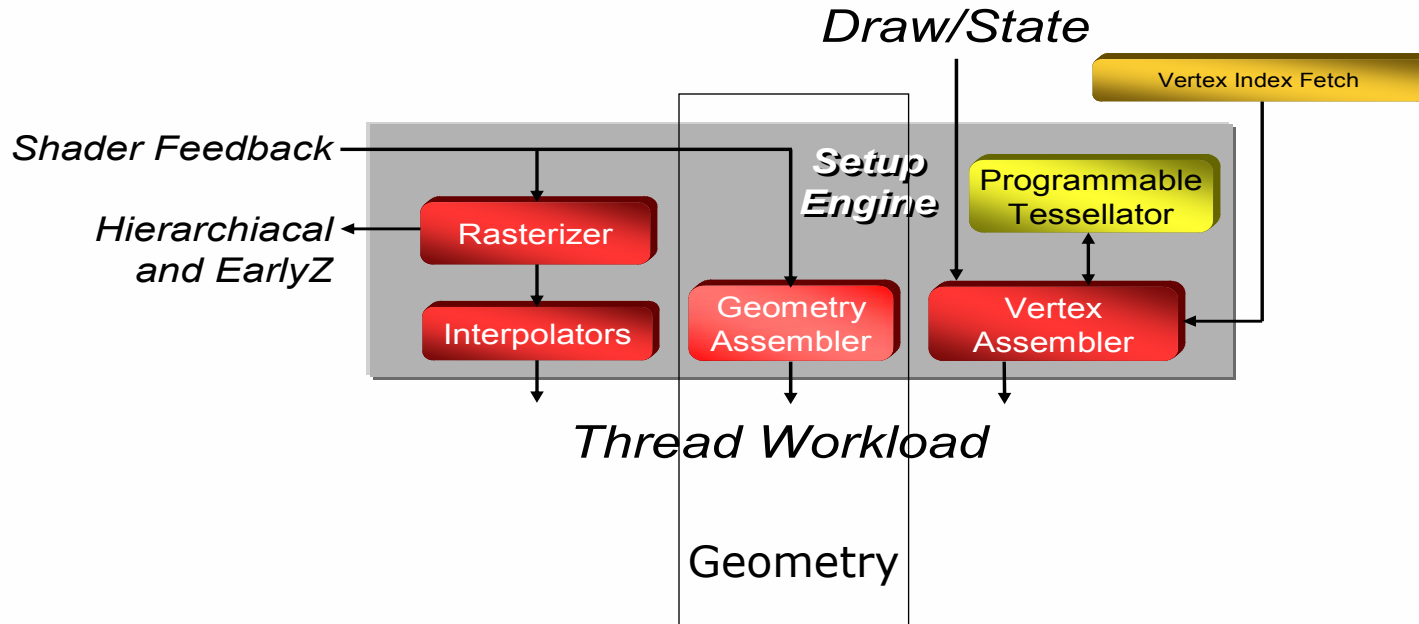 Draw/State
Vertex Index Fetch
Shader Feedback
Setup
Engine
Programmable
Tessellator
Hierarchiacal
and EarlyZ
Rasterizer
Interpolators
Geometry
Assembler
Vertex
Assembler
Thread Workload
Geometry